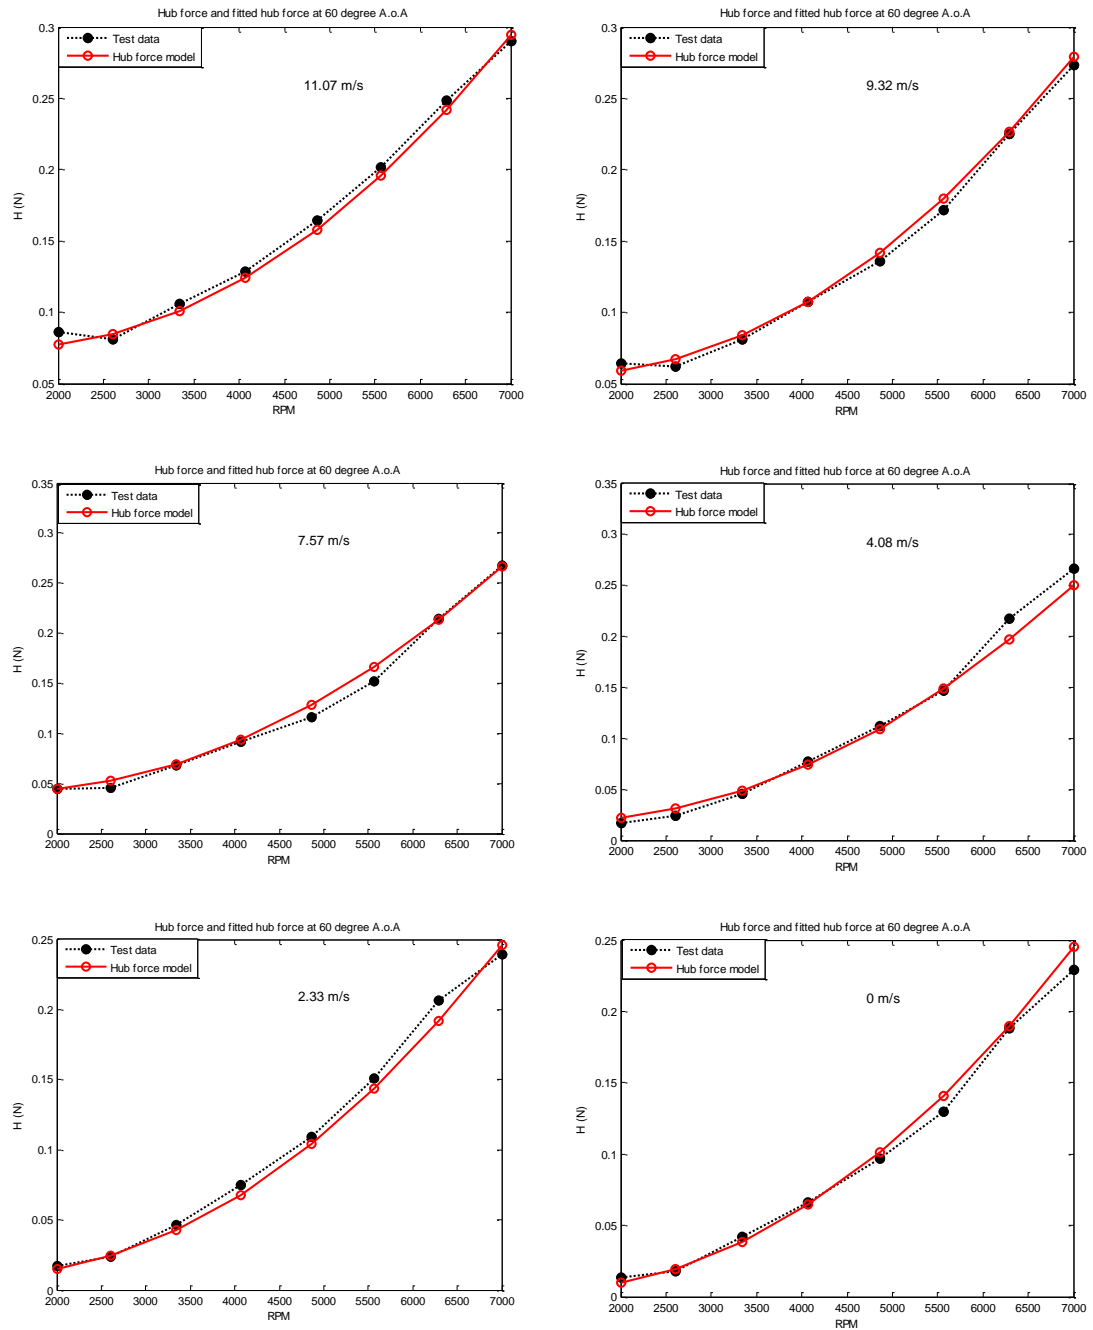 Hub force and fitted hub force at 60 degree A.o.A
0.3
0.25
0.2
0.15
0.1
0.05
H (N)
Test data
Hub force model
11.07 m/s
2000 2500 3000 3500 4000 4500 5000 5500 6000 6500 7000
RPM
Hub force and fitted hub force at 60 degree A.o.A
0.3
0.25
0.2
0.15
0.1
0.05
H (N)
Test data
Hub force model
9.32 m/s
2000 2500 3000 3500 4000 4500 5000 5500 6000 6500 7000
RPM
Hub force and fitted hub force at 60 degree A.o.A
0.35
0.3
0.25
0.2
0.15
0.1
0.05
0
H (N)
Test data
Hub force model
7.57 m/s
2000 2500 3000 3500 4000 4500 5000 5500 6000 6500 7000
RPM
Hub force and fitted hub force at 60 degree A.o.A
0.35
0.3
0.25
0.2
0.15
0.1
0.05
0
H (N)
Test data
Hub force model
4.08 m/s
2000 2500 3000 3500 4000 4500 5000 5500 6000 6500 7000
RPM
Hub force and fitted hub force at 60 degree A.o.A
0.25
0.2
0.15
0.1
0.05
0
H (N)
Test data
Hub force model
2.33 m/s
2000 2500 3000 3500 4000 4500 5000 5500 6000 6500 7000
RPM
Hub force and fitted hub force at 60 degree A.o.A
0.25
0.2
0.15
0.1
0.05
0
H (N)
Test data
Hub force model
0 m/s
2000 2500 3000 3500 4000 4500 5000 5500 6000 6500 7000
RPM